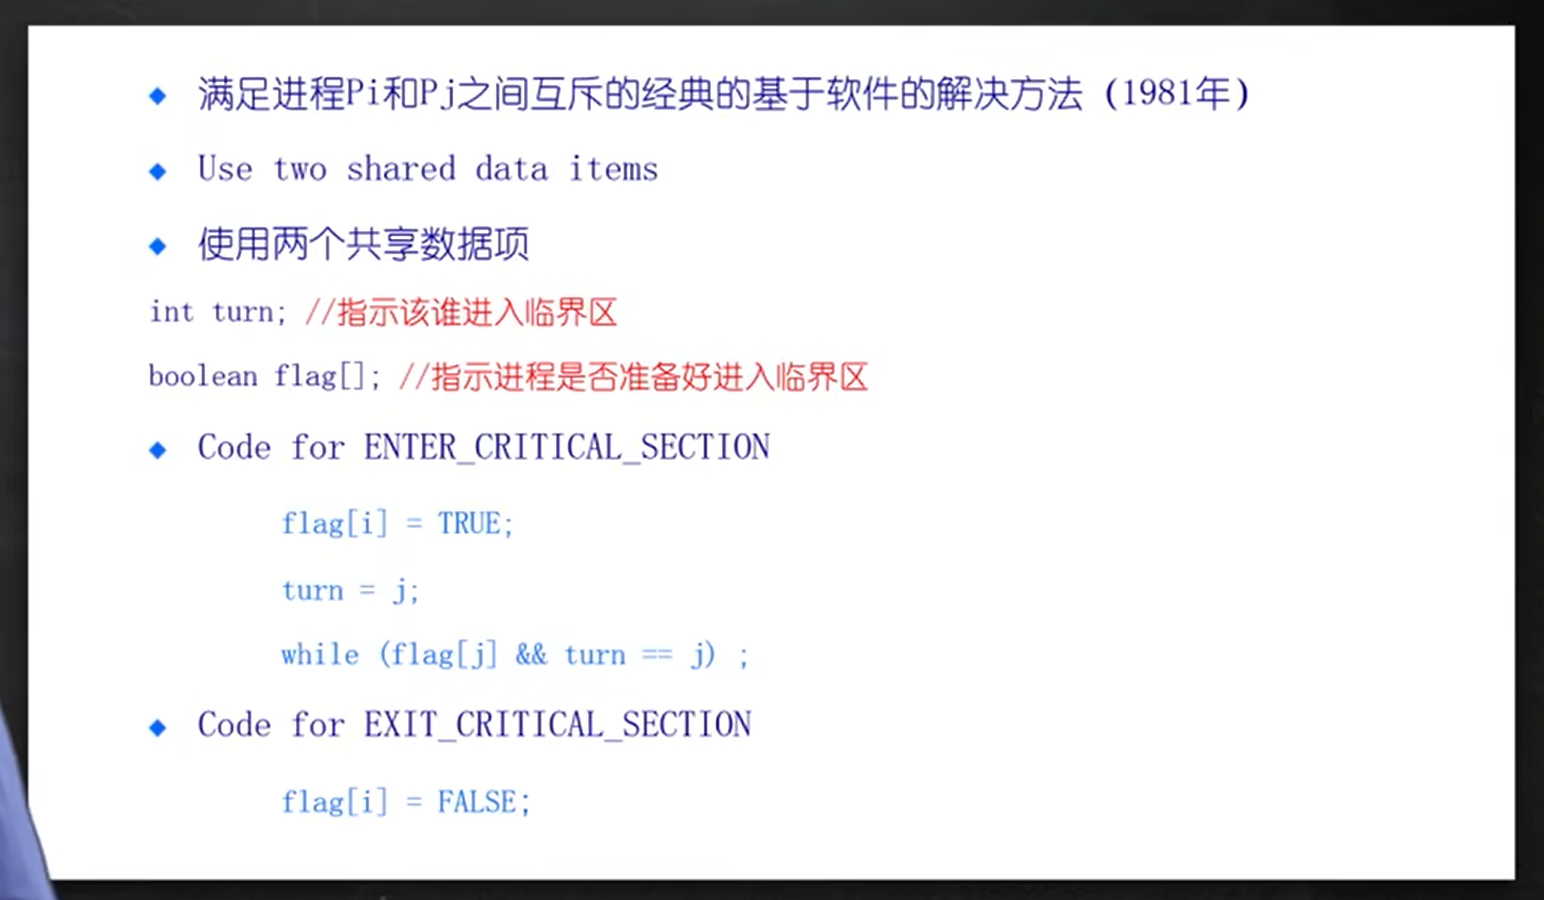 满足进程Pi和Pj之间互斥的经典的基于软件的解决方法（1981年）
Use two shared data items
使用两个共享数据项
int turn; //指示该谁进入临界区
boolean flag[]; //指示进程是否准备好进入临界区
Code for ENTER_CRITICAL_SECTION
flag[i] = TRUE;
turn = j;
while (flag[j] && turn == j) ;
Code for EXIT_CRITICAL_SECTION
flag[i] = FALSE;